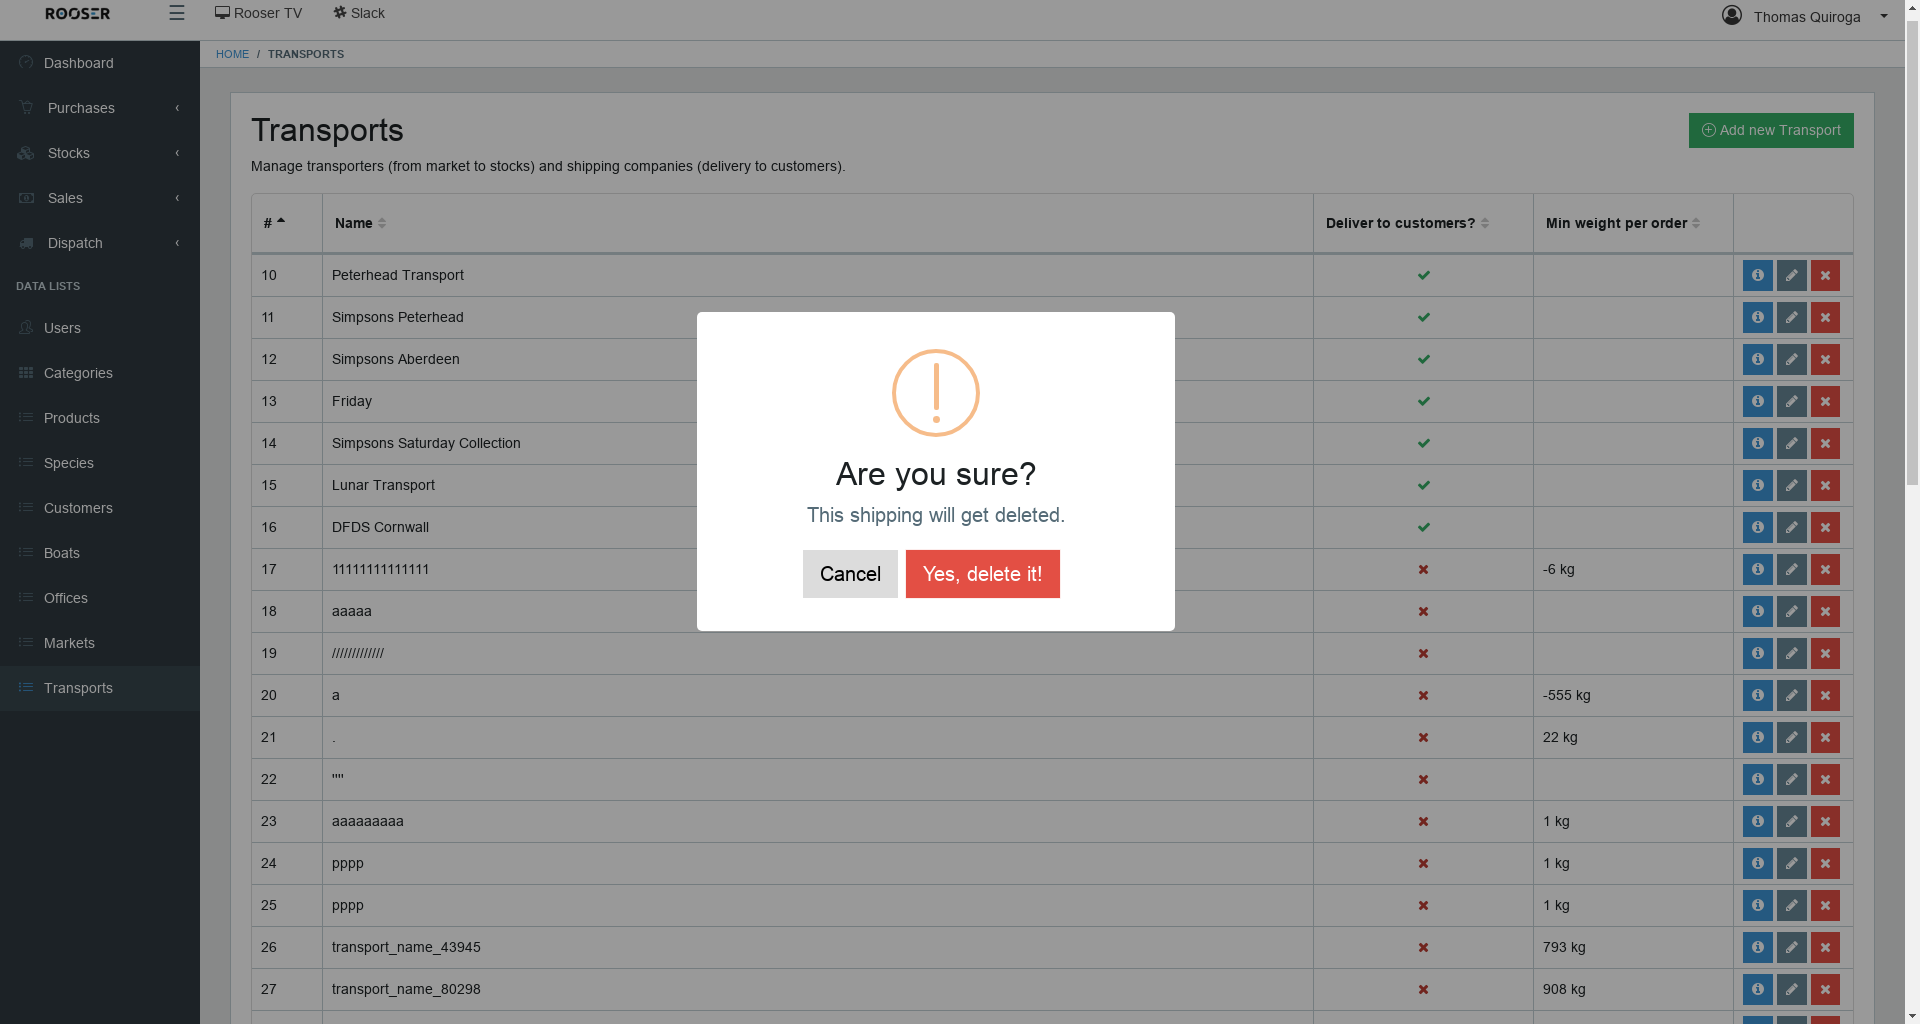 ROOSER
Rooser TV
Slack
Thomas Quiroga
HOME / TRANSPORTS
Dashboard
Purchases
Stocks
Sales
Dispatch
DATA LISTS
Users
Categories
Products
Species
Customers
Boats
Offices
Markets
Transports
Transports
Add new Transport
Manage transporters (from market to stocks) and shipping companies (delivery to customers).
# Name Deliver to customers? Min weight per order
10 Peterhead Transport
11 Simpsons Peterhead
12 Simpsons Aberdeen
13 Friday
14 Simpsons Saturday Collection
15 Lunar Transport
16 DFDS Cornwall
17 11111111111111 -6 kg
18 aaaaa
19 /////////////
20 a -555 kg
21 . 22 kg
22 ''''
23 aaaaaaaaa 1 kg
24 pppp 1 kg
25 pppp 1 kg
26 transport_name_43945 793 kg
27 transport_name_80298 908 kg
Are you sure?
This shipping will get deleted.
Cancel
Yes, delete it!